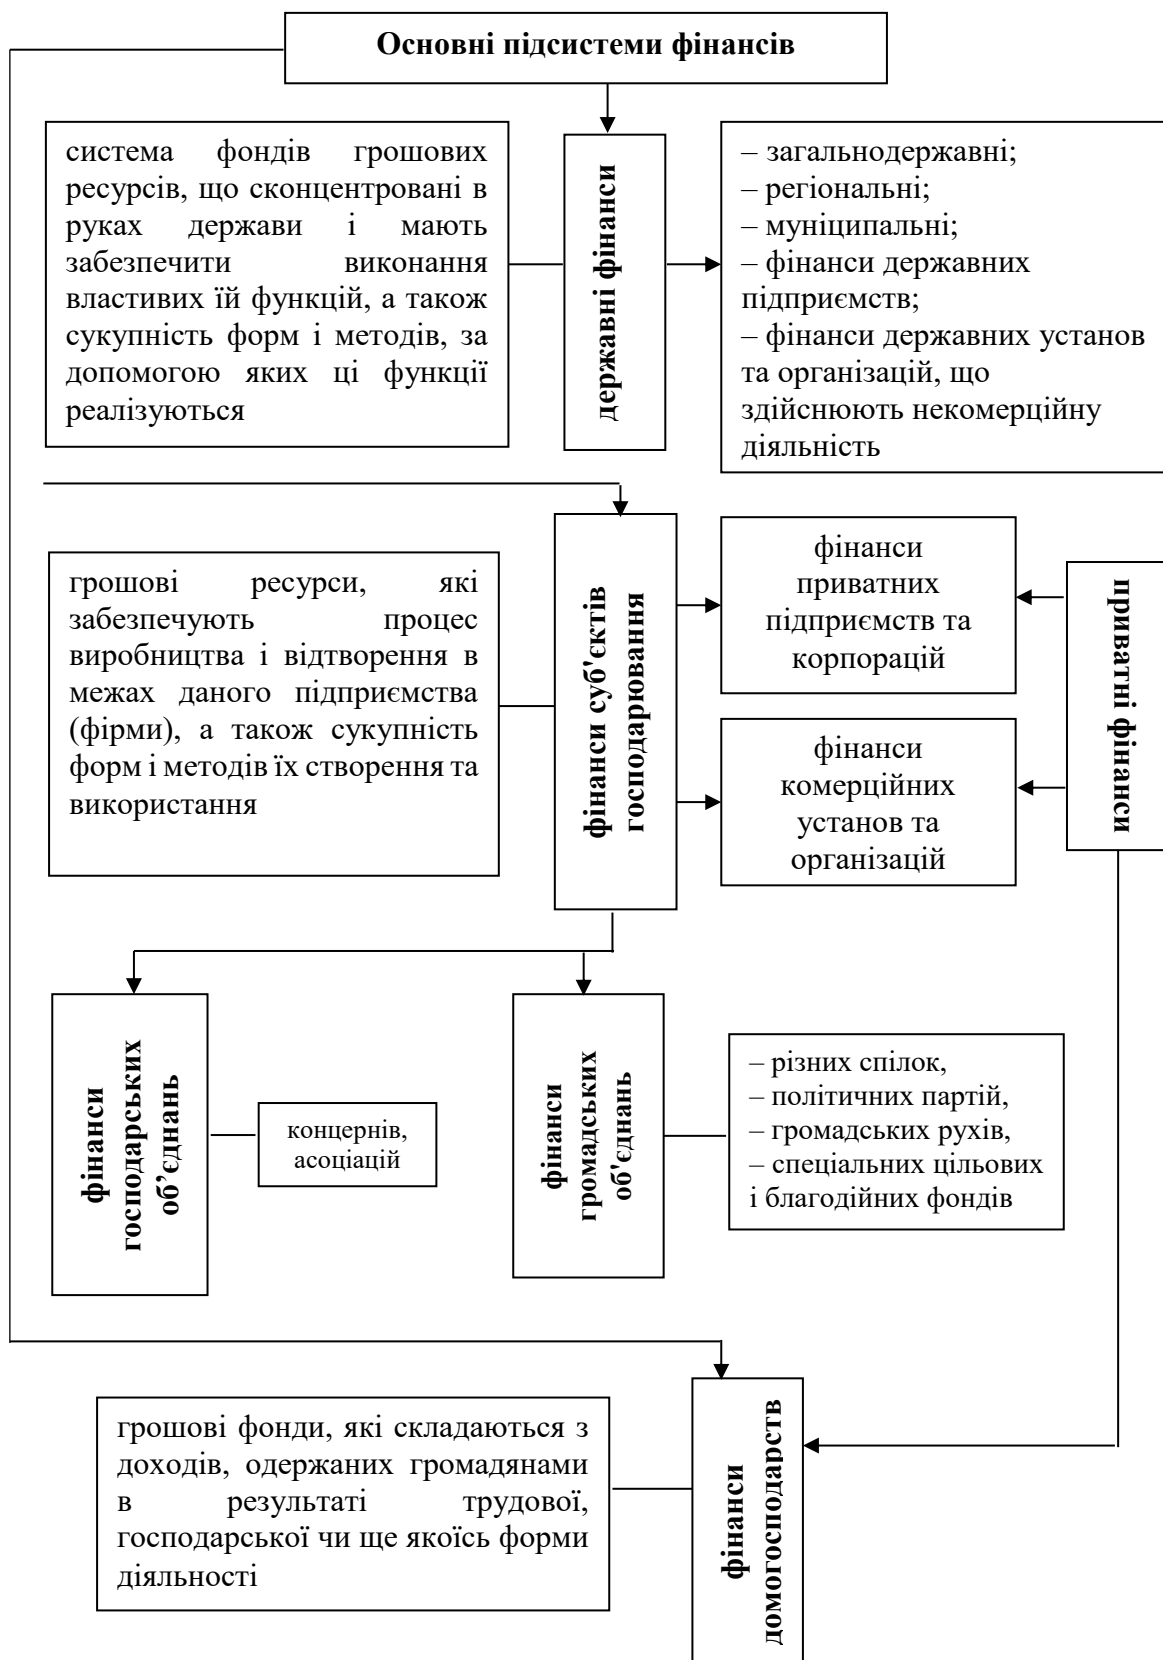 Основні підсистеми фінансів
система фондів грошових
ресурсів, що сконцентровані в
руках держави і мають
забезпечити виконання
властивих їй функцій, а також
сукупність форм і методів, за
допомогою яких ці функції
реалізуються
державні фінанси
– загальнодержавні;
– регіональні;
– муніципальні;
– фінанси державних
підприємств;
– фінанси державних установ
та організацій, що
здійснюють некомерційну
діяльність
грошові ресурси, які
забезпечують процес
виробництва і відтворення в
межах даного підприємства
(фірми), а також сукупність
форм і методів їх створення та
використання
фінанси суб'єктів
господарювання
фінанси
приватних
підприємств та
корпорацій
фінанси
комерційних
установ та
організацій
приватні фінанси
фінанси
господарських
об’єднань
концернів,
асоціацій
фінанси
громадських
об'єднань
– різних спілок,
– політичних партій,
– громадських рухів,
– спеціальних цільових
і благодійних фондів
грошові фонди, які складаються з
доходів, одержаних громадянами
в результаті трудової,
господарської чи ще якоїсь форми
діяльності
фінанси
домогосподарств